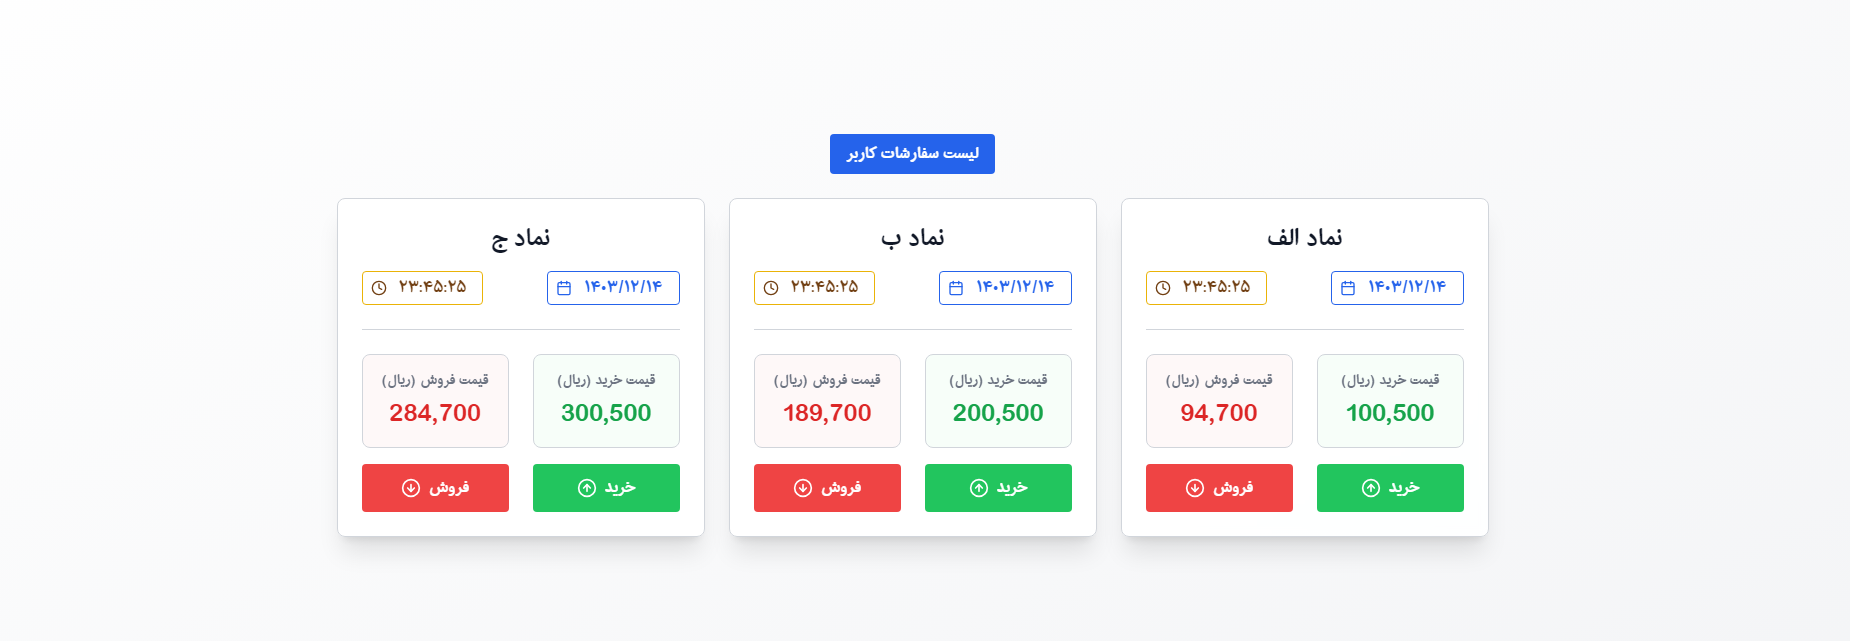 لیست سفارشات کاربر
نماد الف
۱۴۰۳/۱۲/۱۴
۲۳:۴۵:۲۵
قیمت خرید (ریال)
100,500
قیمت فروش (ریال)
94,700
خرید
فروش
نماد ب
۱۴۰۳/۱۲/۱۴
۲۳:۴۵:۲۵
قیمت خرید (ریال)
200,500
قیمت فروش (ریال)
189,700
خرید
فروش
نماد ج
۱۴۰۳/۱۲/۱۴
۲۳:۴۵:۲۵
قیمت خرید (ریال)
300,500
قیمت فروش (ریال)
284,700
خرید
فروش